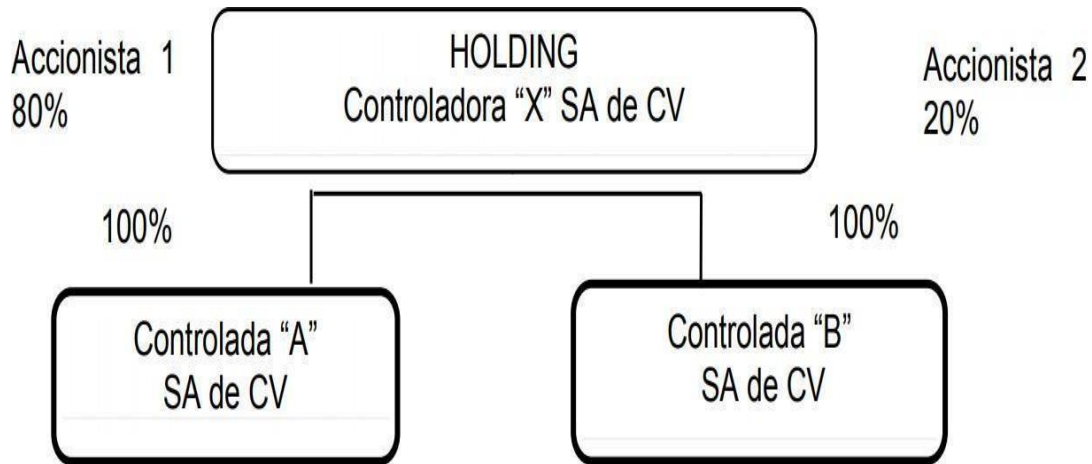 Accionista 1
80%
HOLDING
Controladora “X” SA de CV
Accionista 2
20%
100%
100%
Controlada “A”
SA de CV
Controlada “B”
SA de CV